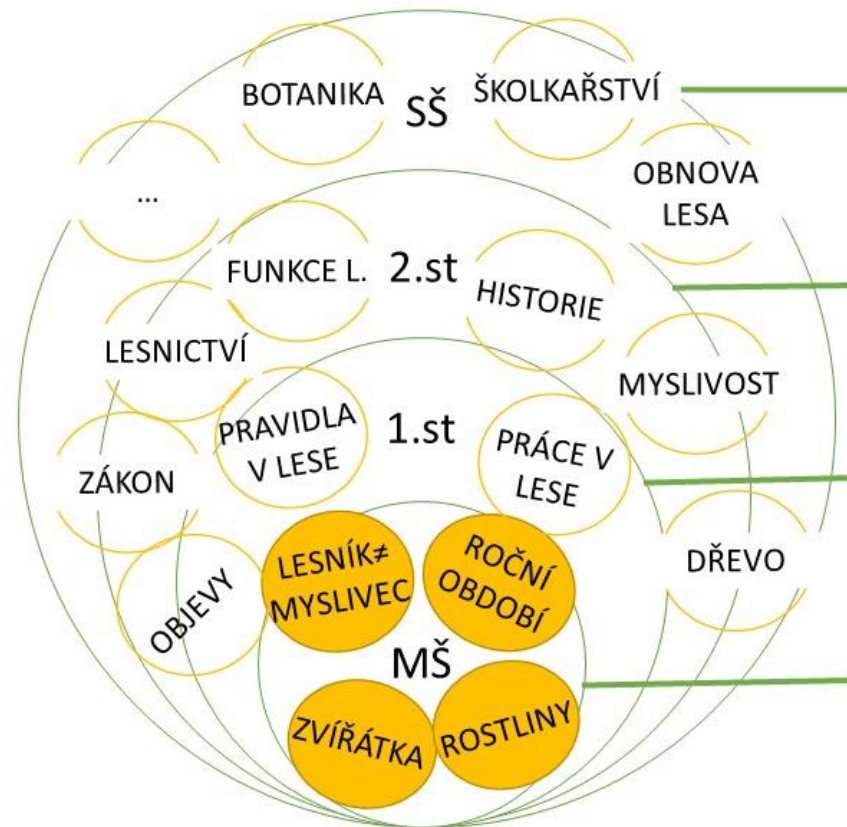 BOTANIKA
SŠ
ŠKOLKAŘSTVÍ
...
OBNOVA
LESA
FUNKCE L.
2.st
HISTORIE
LESNICTVÍ
MYSLIVOST
PRAVIDLA
V LESE
1.st
PRÁCE V
LESE
ZÁKON
OBJEVY
LESNÍK≠
MYSLIVEC
ROČNÍ
OBDOBÍ
DŘEVO
MŠ
ZVÍŘÁTKA
ROSTLINY